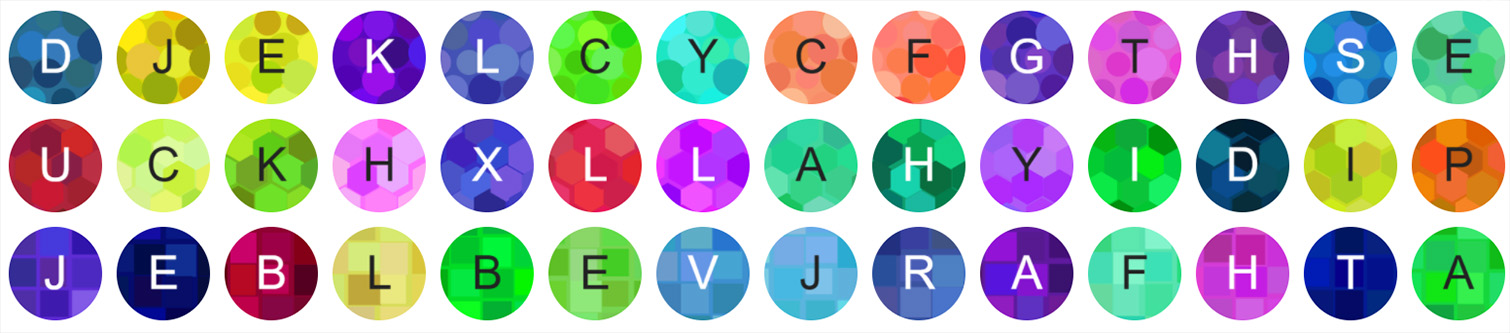 D J E K L C Y C F G T H S E
U C K H X L L A H Y I D I P
J E B L B E V J R A F H T A